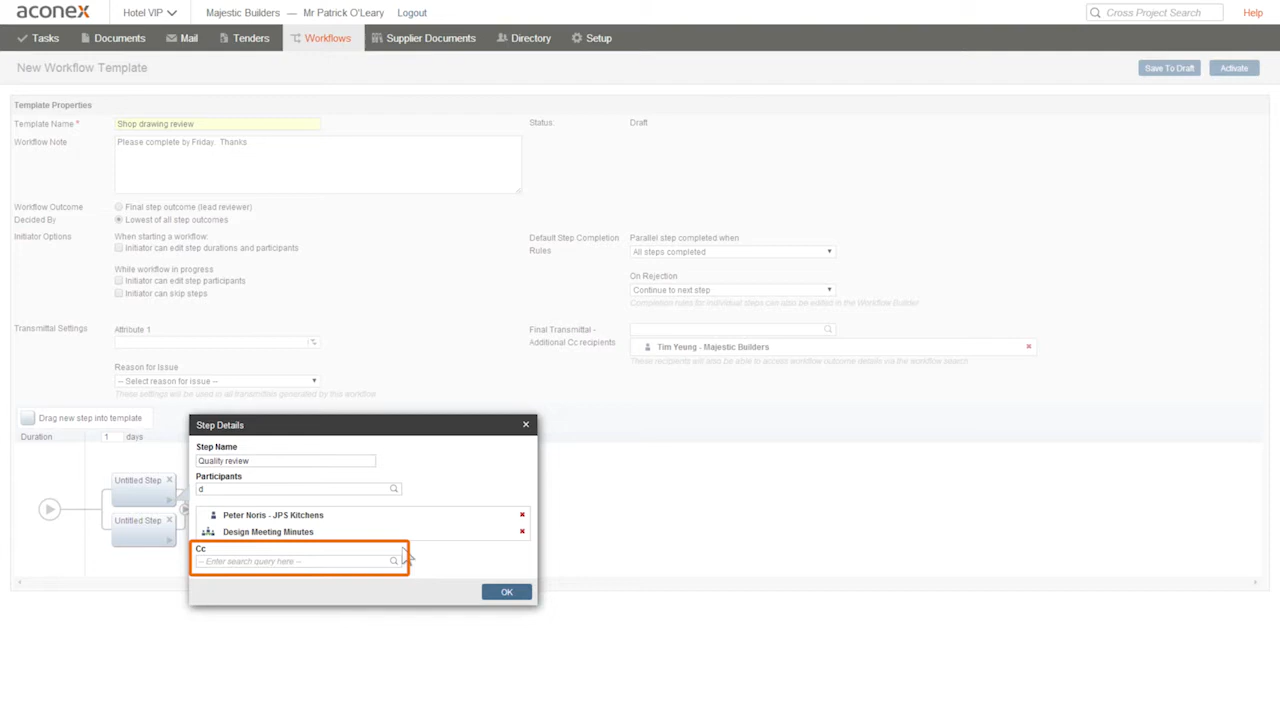 aconex
Hotel VIP
Majestic Builders — Mr Patrick O'Leary
Logout
Cross Project Search
Help
Tasks
Documents
Mail
Tenders
Workflows
Supplier Documents
Directory
Setup
New Workflow Template
Save To Draft
Activate
Template Properties
Template Name *
Shop drawing review
Status:
Draft
Workflow Note
Please complete by Friday. Thanks
Workflow Outcome
Decided By
Final step outcome (lead reviewer)
Lowest of all step outcomes
Initiator Options
When starting a workflow:
Initiator can edit step durations and participants
While workflow in progress
Initiator can edit step participants
Initiator can skip steps
Default Step Completion
Rules
Parallel step completed when
All steps completed
On Rejection
Continue to next step
Completion rules for individual steps can also be edited in the Workflow Builder
Transmittal Settings
Attribute 1
Reason for Issue
-- Select reason for issue --
These settings will be used in all transmittals generated by this workflow
Final Transmittal -
Additional Cc recipients
Tim Yeung - Majestic Builders
These recipients will also be able to access workflow outcome details via the workflow search
Drag new step into template
Duration
1 days
Untitled Step
Untitled Step
Step Details
Step Name
Quality review
Participants
d
Peter Noris - JPS Kitchens
Design Meeting Minutes
Cc
-- Enter search query here --
OK